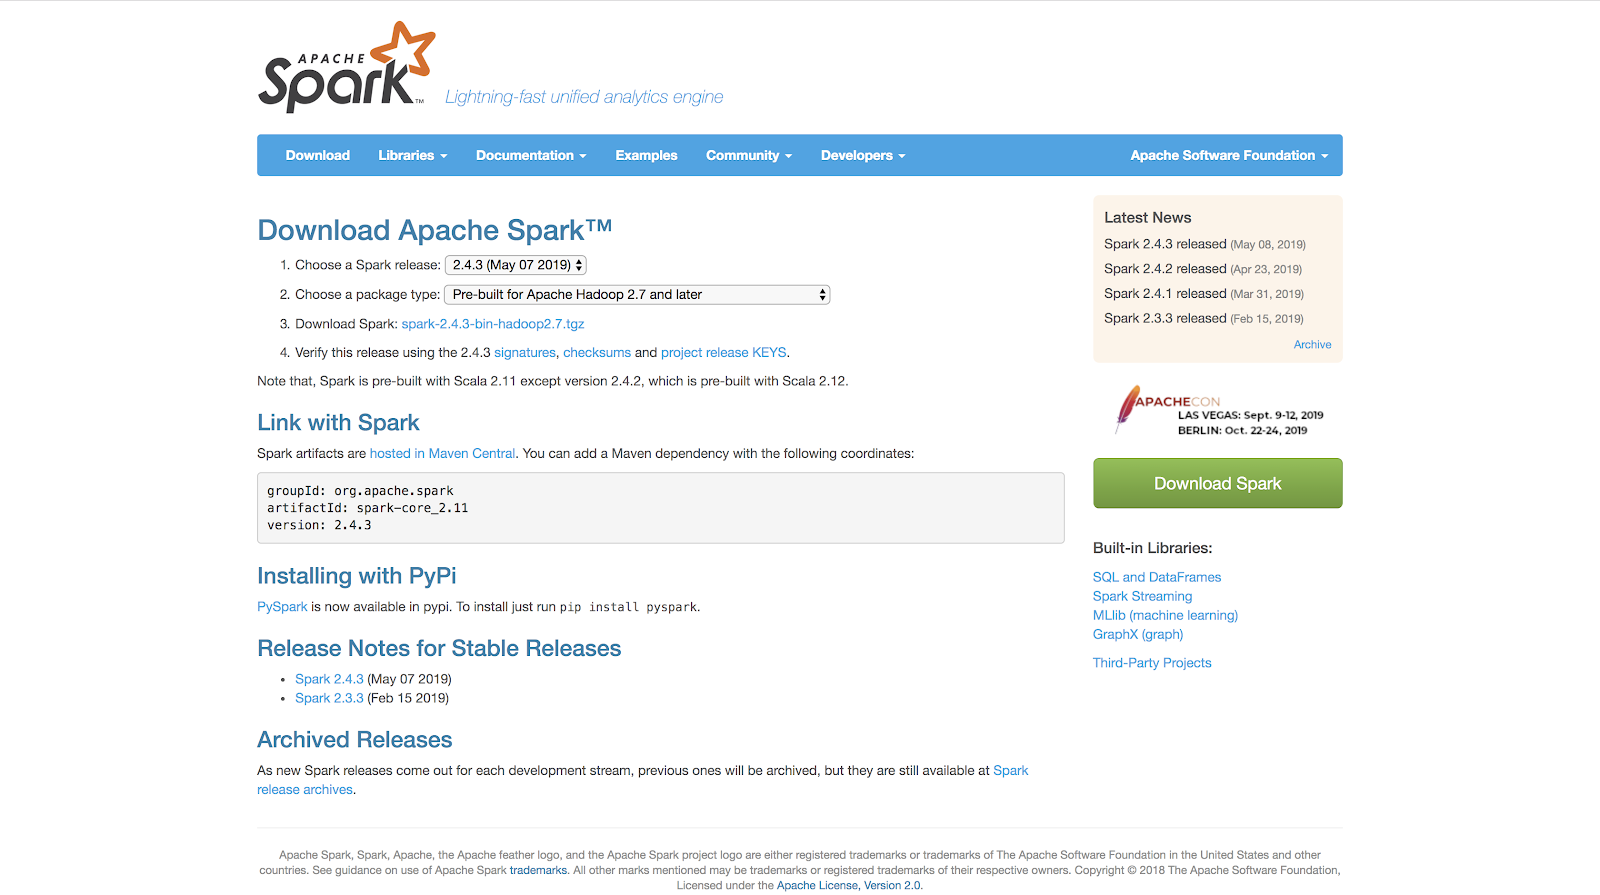 APACHE
Spark™
Lightning-fast unified analytics engine
Download Libraries Documentation Examples Community Developers Apache Software Foundation
Download Apache Spark™
1. Choose a Spark release: 2.4.3 (May 07 2019)
2. Choose a package type: Pre-built for Apache Hadoop 2.7 and later
3. Download Spark: spark-2.4.3-bin-hadoop2.7.tgz
4. Verify this release using the 2.4.3 signatures, checksums and project release KEYS.
Note that, Spark is pre-built with Scala 2.11 except version 2.4.2, which is pre-built with Scala 2.12.
Link with Spark
Spark artifacts are hosted in Maven Central. You can add a Maven dependency with the following coordinates:
groupId: org.apache.spark
artifactId: spark-core_2.11
version: 2.4.3
Installing with PyPi
PySpark is now available in pypi. To install just run pip install pyspark.
Release Notes for Stable Releases
• Spark 2.4.3 (May 07 2019)
• Spark 2.3.3 (Feb 15 2019)
Archived Releases
As new Spark releases come out for each development stream, previous ones will be archived, but they are still available at Spark
release archives.
Latest News
Spark 2.4.3 released (May 08, 2019)
Spark 2.4.2 released (Apr 23, 2019)
Spark 2.4.1 released (Mar 31, 2019)
Spark 2.3.3 released (Feb 15, 2019)
Archive
APACHECON
LAS VEGAS: Sept. 9-12, 2019
BERLIN: Oct. 22-24, 2019
Download Spark
Built-in Libraries:
SQL and DataFrames
Spark Streaming
MLlib (machine learning)
GraphX (graph)
Third-Party Projects
Apache Spark, Spark, Apache, the Apache feather logo, and the Apache Spark project logo are either registered trademarks or trademarks of The Apache Software Foundation in the United States and other
countries. See guidance on use of Apache Spark trademarks. All other marks mentioned may be trademarks or registered trademarks of their respective owners. Copyright © 2018 The Apache Software Foundation,
Licensed under the Apache License, Version 2.0.